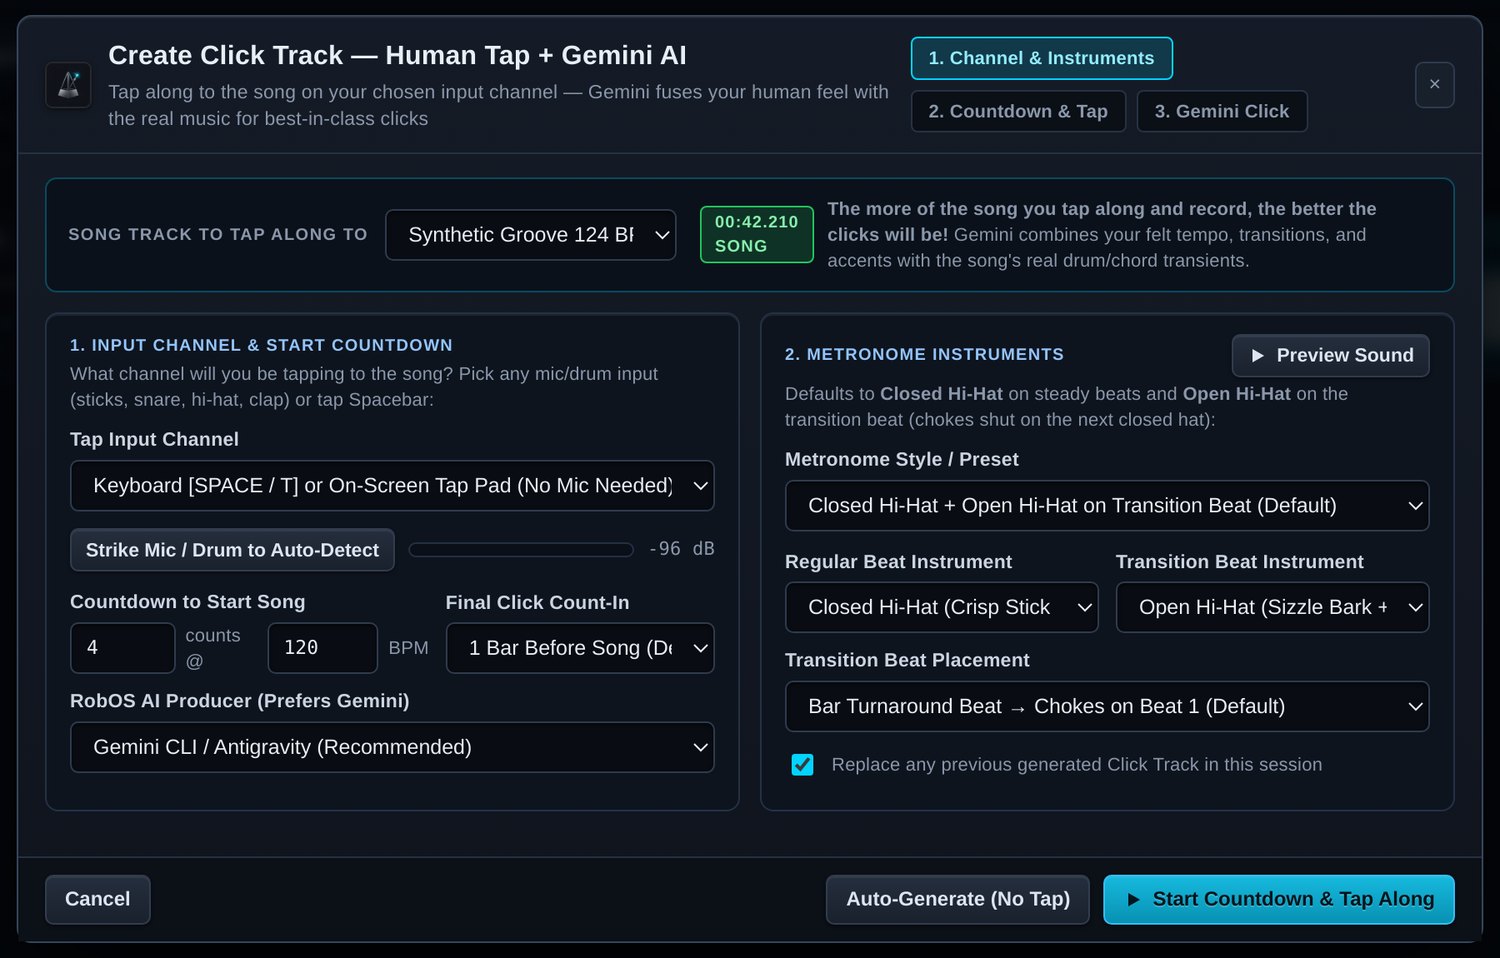 Create Click Track — Human Tap + Gemini AI
Tap along to the song on your chosen input channel — Gemini fuses your human feel with
the real music for best-in-class clicks
1. Channel & Instruments
2. Countdown & Tap
3. Gemini Click
×
SONG TRACK TO TAP ALONG TO
Synthetic Groove 124 BP
00:42.210
SONG
The more of the song you tap along and record, the better the
clicks will be! Gemini combines your felt tempo, transitions, and
accents with the song's real drum/chord transients.
1. INPUT CHANNEL & START COUNTDOWN
What channel will you be tapping to the song? Pick any mic/drum input
(sticks, snare, hi-hat, clap) or tap Spacebar:
Tap Input Channel
Keyboard [SPACE / T] or On-Screen Tap Pad (No Mic Needed)
Strike Mic / Drum to Auto-Detect
-96 dB
Countdown to Start Song
4
counts
@
120
BPM
Final Click Count-In
1 Bar Before Song (De
RobOS AI Producer (Prefers Gemini)
Gemini CLI / Antigravity (Recommended)
2. METRONOME INSTRUMENTS
Preview Sound
Defaults to Closed Hi-Hat on steady beats and Open Hi-Hat on the
transition beat (chokes shut on the next closed hat):
Metronome Style / Preset
Closed Hi-Hat + Open Hi-Hat on Transition Beat (Default)
Regular Beat Instrument
Closed Hi-Hat (Crisp Stick
Transition Beat Instrument
Open Hi-Hat (Sizzle Bark +
Transition Beat Placement
Bar Turnaround Beat → Chokes on Beat 1 (Default)
Replace any previous generated Click Track in this session
Cancel
Auto-Generate (No Tap)
Start Countdown & Tap Along